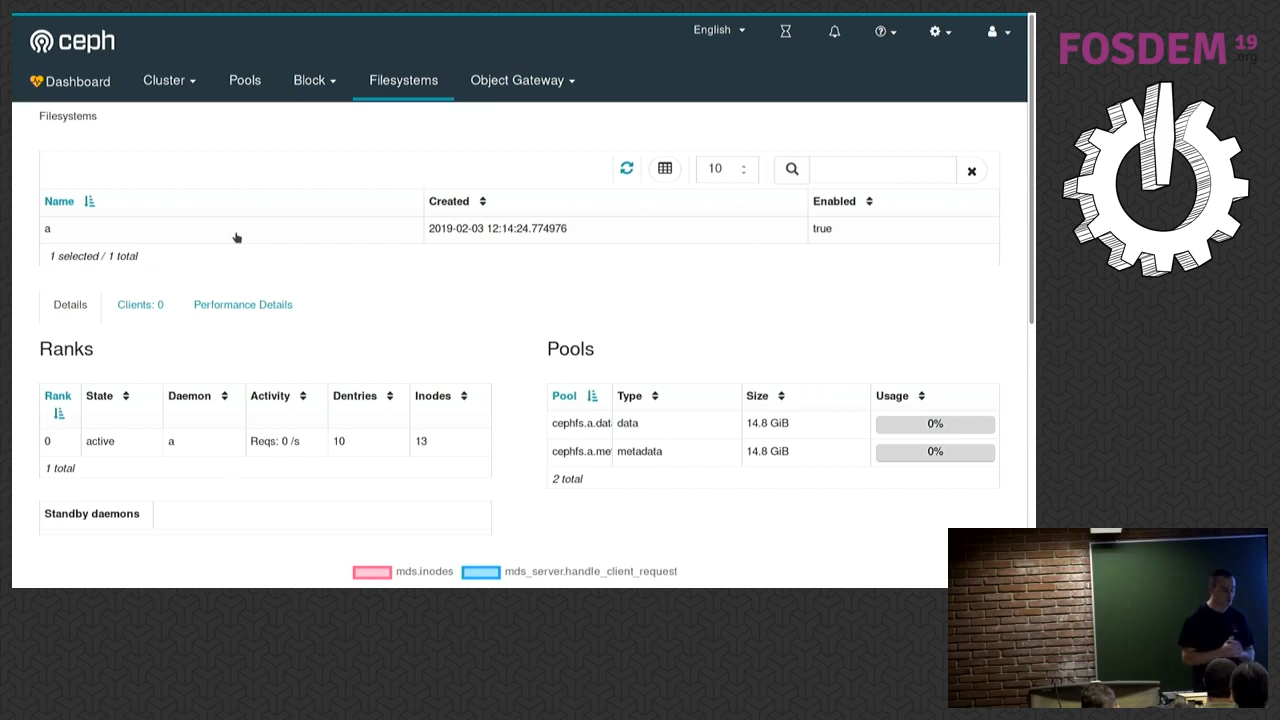 ceph
English
Dashboard Cluster Pools Block Filesystems Object Gateway
Filesystems
10
Name Created Enabled
a 2019-02-03 12:14:24.774976 true
1 selected / 1 total
Details Clients: 0 Performance Details
Ranks
Rank State Daemon Activity Dentries Inodes
0 active a Reqs: 0 /s 10 13
1 total
Standby daemons
Pools
Pool Type Size Usage
cephfs.a.dat data 14.8 GiB 0%
cephfs.a.me metadata 14.8 GiB 0%
2 total
mds.inodes mds_server.handle_client_request
FOSDEM 19
.org